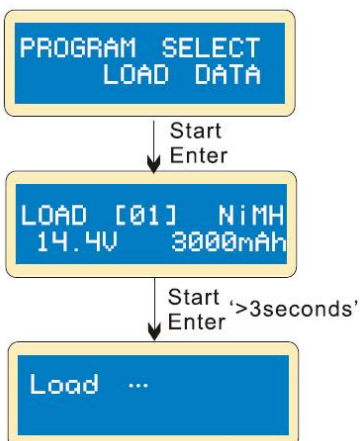 PROGRAM SELECT
LOAD DATA
Start
Enter
LOAD [01] NiMH
14.4V 3000mAh
Start
Enter '>3seconds'
Load ...